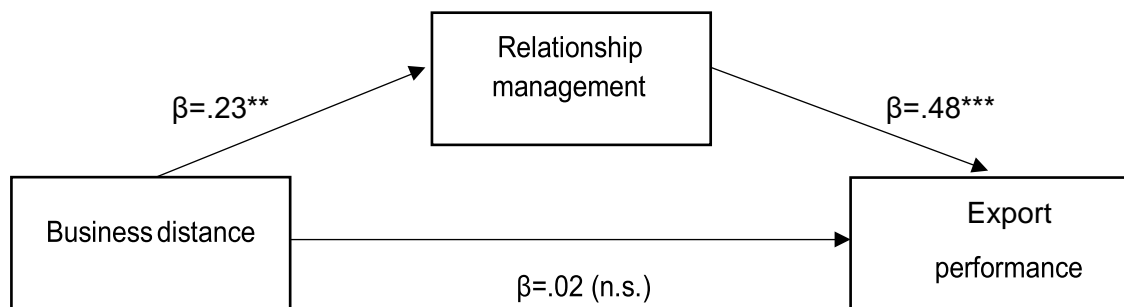 Relationship
management
β=.23**
β=.48***
Business distance
Export
performance
β=.02 (n.s.)